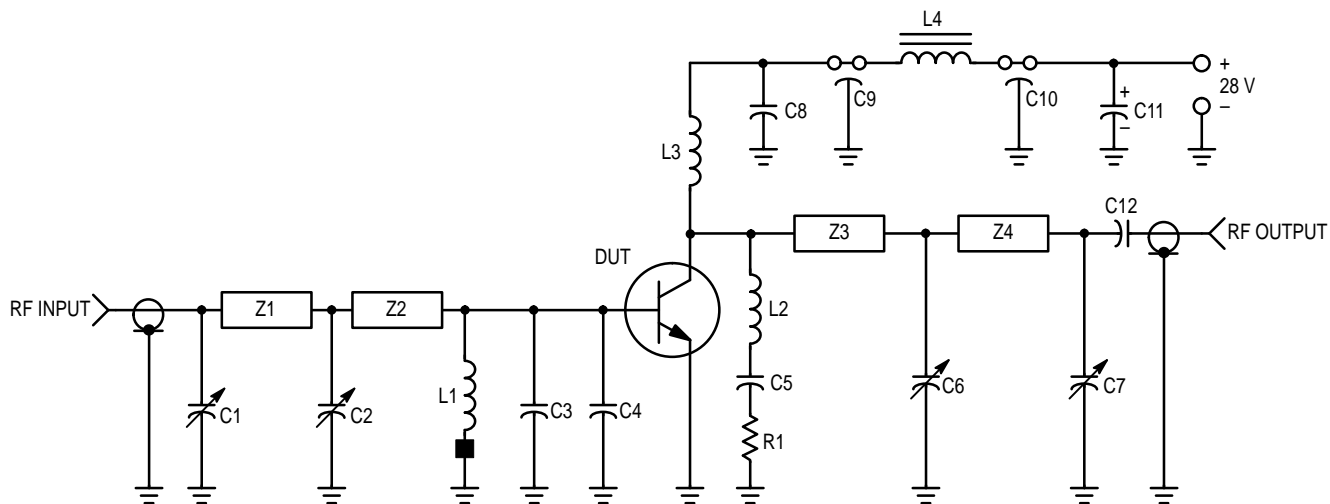 L4
+
28 V
–
C8
C9
C10
+
C11
–
L3
C12
Z3
Z4
RF OUTPUT
DUT
RF INPUT
Z1
Z2
L2
L1
C5
C6
C7
C1
C2
C3
C4
R1